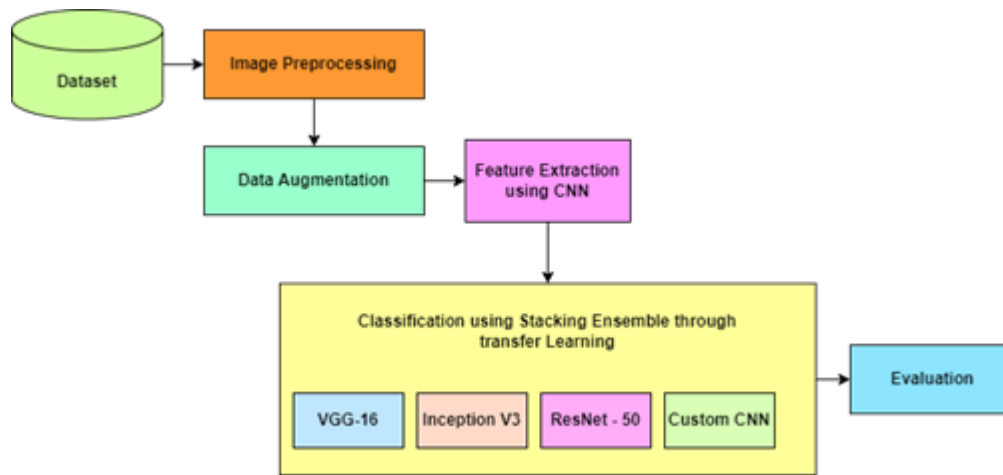 Dataset
Image Preprocessing
Data Augmentation
Feature Extraction
using CNN
Classification using Stacking Ensemble through
transfer Learning
VGG-16
Inception V3
ResNet - 50
Custom CNN
Evaluation